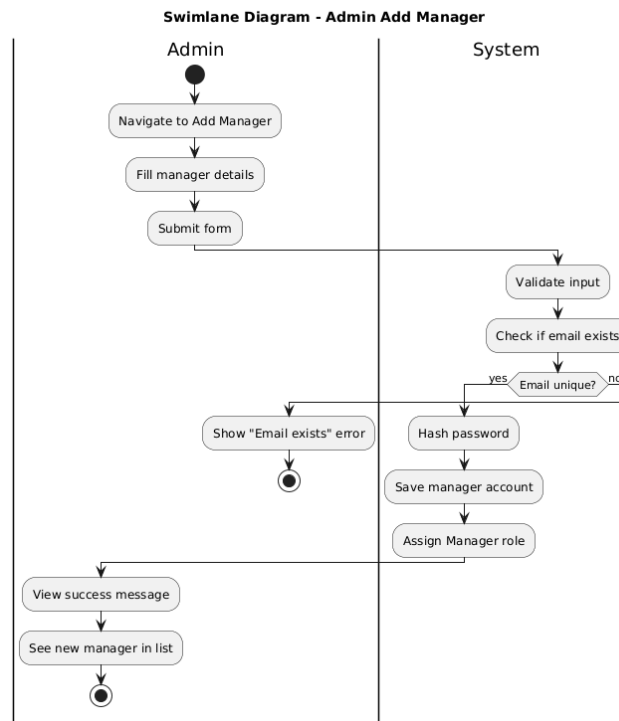 Swimlane Diagram - Admin Add Manager
Admin
System
Navigate to Add Manager
Fill manager details
Submit form
Validate input
Check if email exists
Email unique?
yes
no
Show "Email exists" error
Hash password
Save manager account
Assign Manager role
View success message
See new manager in list